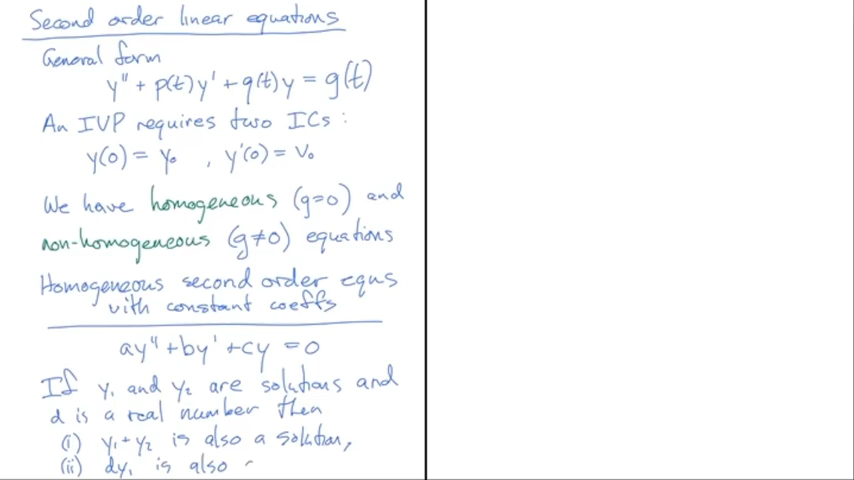 Second order linear equations
General form
y'' + p(t)y' + q(t)y = g(t)
An IVP requires two ICs:
y(0) = y₀ , y'(0) = v₀
We have homogeneous (g=0) and
non-homogeneous (g≠0) equations
Homogeneous second order equs
with constant coeffs
ay'' + by' + cy = 0
If y₁ and y₂ are solutions and
α is a real number then
(i) y₁+y₂ is also a solution,
(ii) αy₁ is also